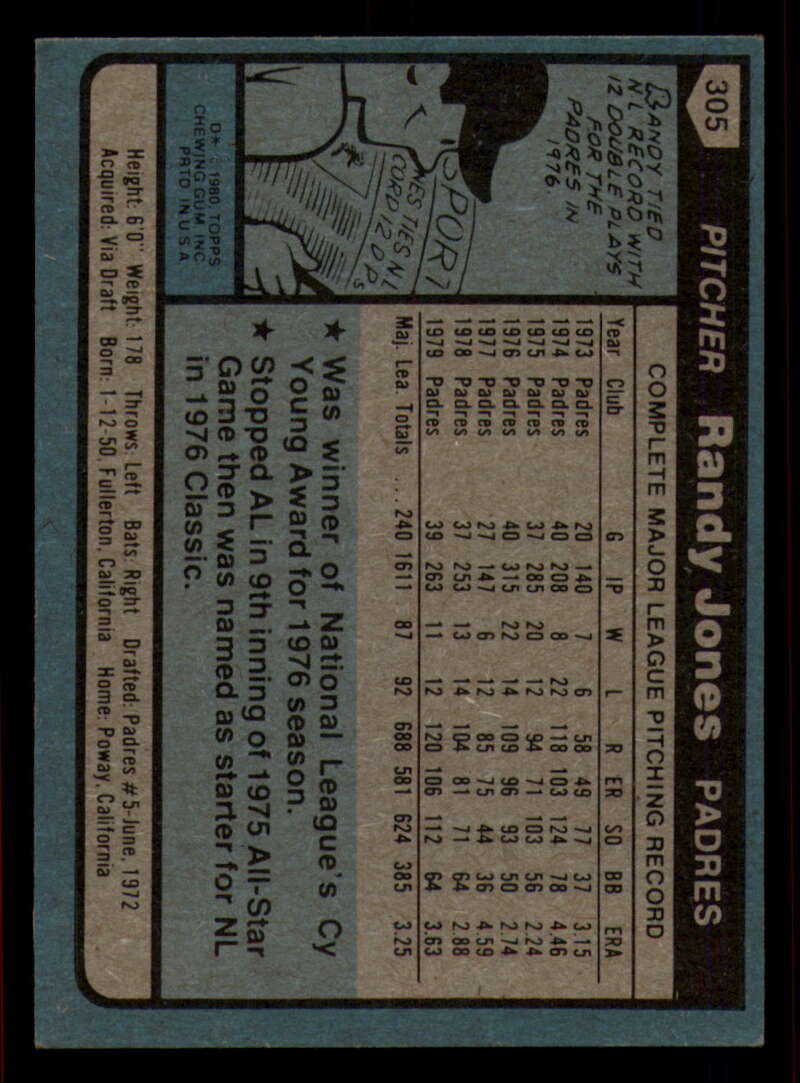 305 PITCHER Randy Jones PADRES
RANDY TIED
NL RECORD WITH
12 DOUBLE PLAYS
FOR THE
PADRES IN
1976.
SPORT
NES TIES NL
CORD 12 D.P.s
D* © 1980 TOPPS
CHEWING GUM INC
PRTD IN U S A
COMPLETE MAJOR LEAGUE PITCHING RECORD
Year Club G IP W L R ER SO BB ERA
1973 Padres 20 140 7 6 58 49 77 37 3.15
1974 Padres 40 208 8 22 118 103 124 78 4.46
1975 Padres 37 285 20 12 94 71 103 56 2.24
1976 Padres 40 315 22 14 109 96 93 50 2.74
1977 Padres 27 147 6 12 85 75 44 36 4.59
1978 Padres 37 253 13 14 104 81 71 64 2.88
1979 Padres 39 263 11 12 120 106 112 64 3.63
Maj. Lea. Totals ... 240 1611 87 92 688 581 624 385 3.25
★ Was winner of National League's Cy
Young Award for 1976 season.
★ Stopped AL in 9th inning of 1975 All-Star
Game then was named as starter for NL
in 1976 Classic.
Height: 6'0" Weight: 178 Throws: Left Bats: Right Drafted: Padres #5-June, 1972
Acquired: Via Draft Born: 1-12-50, Fullerton, California Home: Poway, California